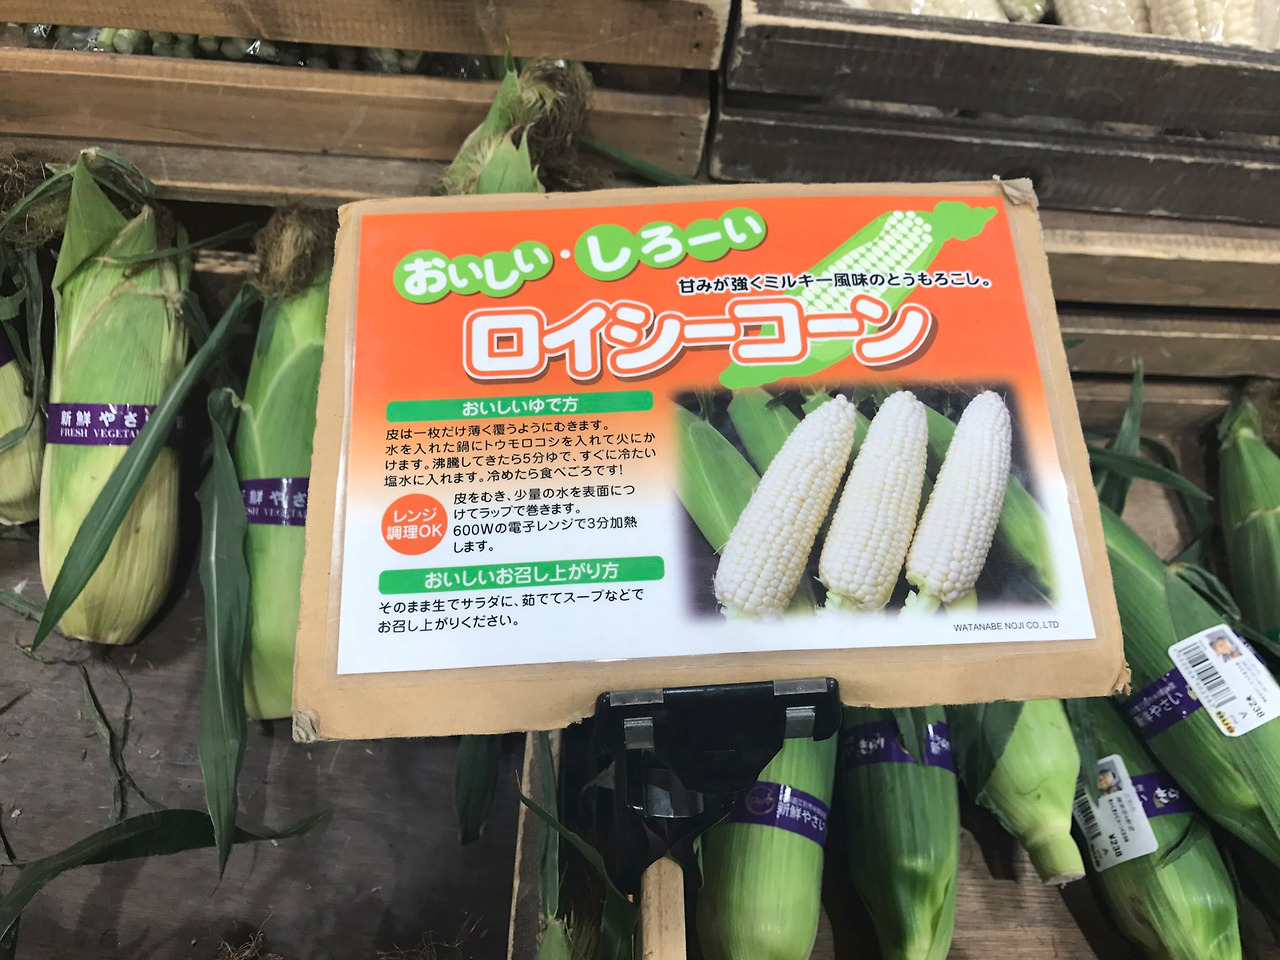 おいしい・しろーい
甘みが強くミルキー風味のとうもろこし。
ロイシーコーン
おいしいゆで方
皮は一枚だけ薄く覆うようにむきます。
水を入れた鍋にトウモロコシを入れて火にか
けます。沸騰してきたら5分ゆで、すぐに冷たい
塩水に入れます。冷めたら食べごろです!
レンジ
調理OK
皮をむき、少量の水を表面につ
けてラップで巻きます。
600Wの電子レンジで3分加熱
します。
おいしいお召し上がり方
そのまま生でサラダに、茹でてスープなどで
お召し上がりください。
WATANABE NOJI CO.,LTD
新鮮やさ
FRESH VEGETA
新鮮やさ
ESH VEGETA
新鮮やさい
やさい
¥238
¥238